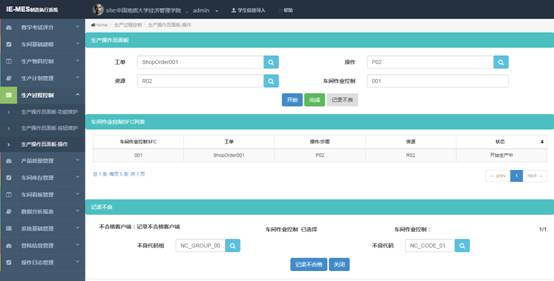 IE-MES制造执行系统
site:中国地质大学经济管理学院， admin
学生信息导入
帮助
Home / 生产过程控制 / 生产操作员面板-操作
教学考试评分
车间基础建模
生产物料控制
生产计划管理
生产过程控制
生产操作员面板-功能维护
生产操作员面板-按钮维护
生产操作员面板-操作
产品质量管理
车间库存管理
车间看板管理
数据分析报表
系统基础管理
登陆信息管理
操作日志管理
生产操作员面板
工单 ShopOrder001 操作 P02
资源 R02 车间作业控制 001
开始 完成 记录不良
车间作业控制SFC列表
车间作业控制SFC 工单 操作/步骤 资源 状态
001 ShopOrder001 P02 R02 开始生产中
总 1 条 每页 5 条 共 1 页
← prev 1 next →
记录不良
不合格客户端：记录不合格客户端 车间作业控制 已选择 车间作业控制： 1/1
不良代码组 NC_GROUP_00 不良代码 NC_CODE_01
记录不合格 关闭